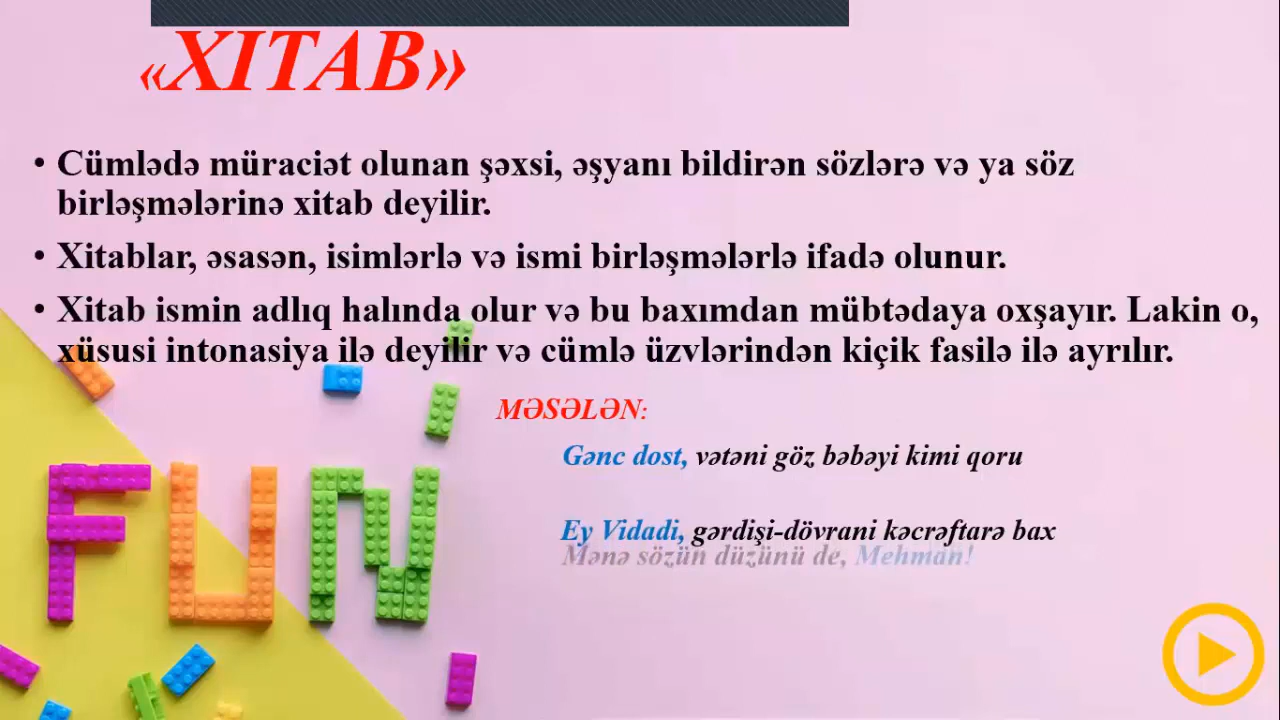 «XITAB»
• Cümlədə müraciət olunan şəxsi, əşyanı bildirən sözlərə və ya söz
birləşmələrinə xitab deyilir.
• Xitablar, əsasən, isimlərlə və ismi birləşmələrlə ifadə olunur.
• Xitab ismin adlıq halında olur və bu baxımdan mübtədaya oxşayır. Lakin o,
xüsusi intonasiya ilə deyilir və cümlə üzvlərindən kiçik fasilə ilə ayrılır.
MƏSƏLƏN:
Gənc dost, vətəni göz bəbəyi kimi qoru
Ey Vidadi, gərdişi-dövrani kəcrəftarə bax
Mənə sözün düzünü de, Mehman!
FUN